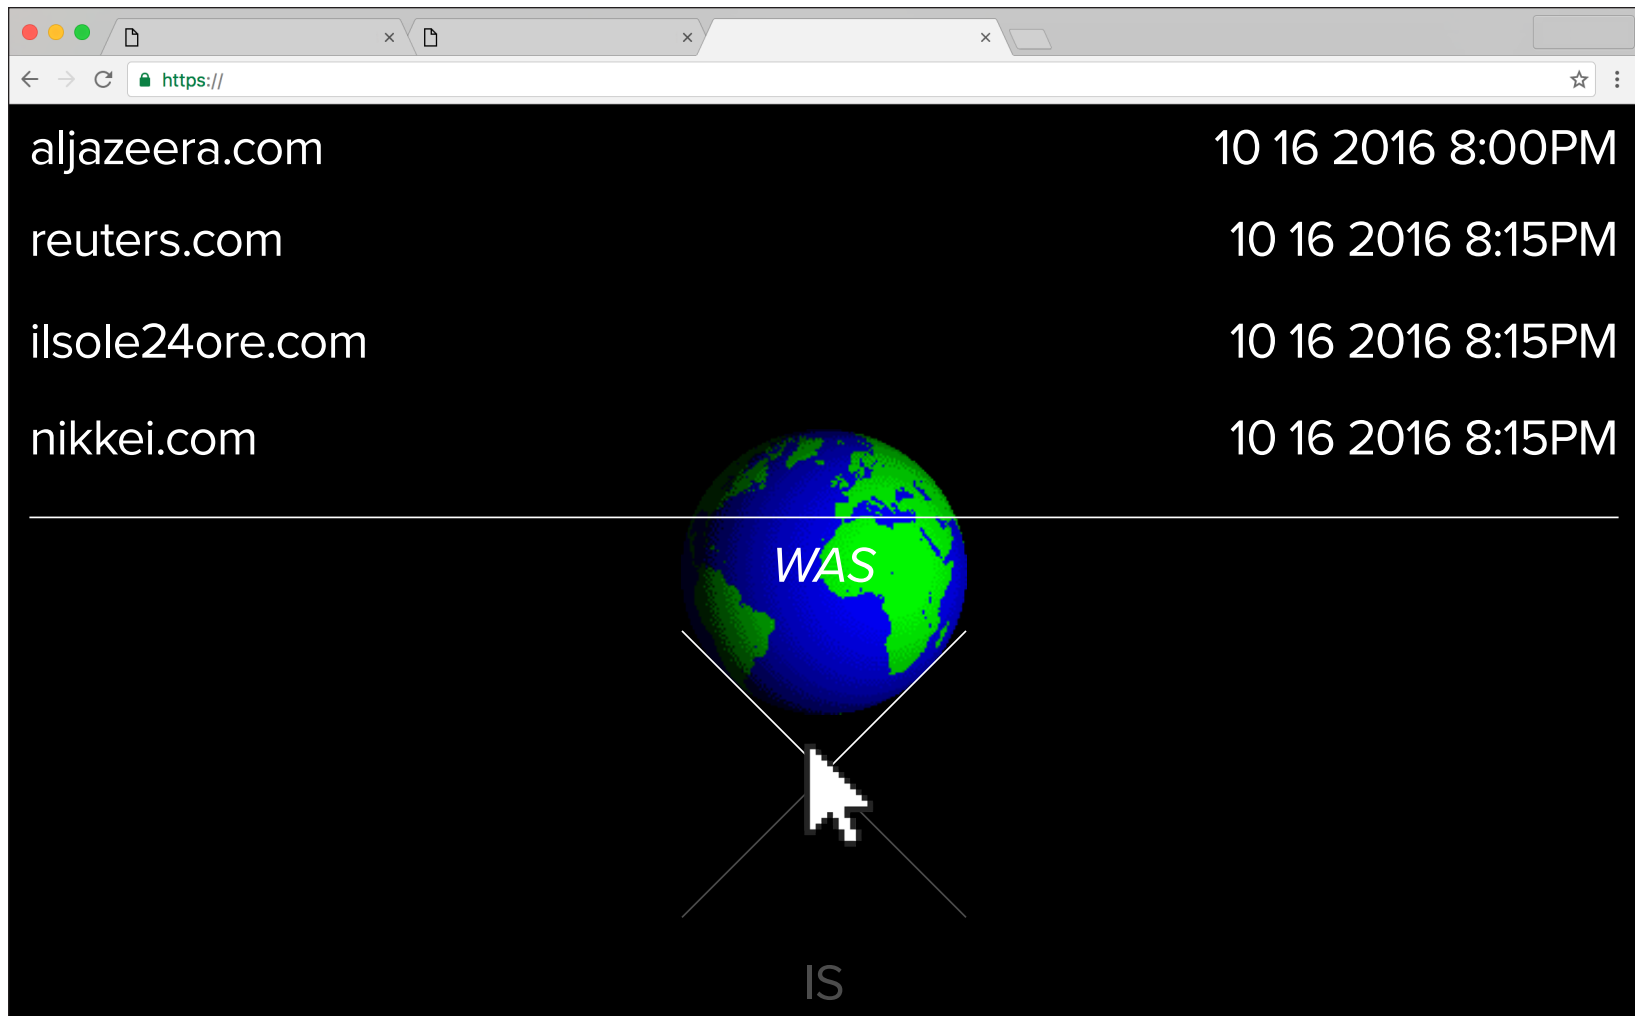 https://
aljazeera.com 10 16 2016 8:00PM
reuters.com 10 16 2016 8:15PM
ilsole24ore.com 10 16 2016 8:15PM
nikkei.com 10 16 2016 8:15PM
WAS
IS